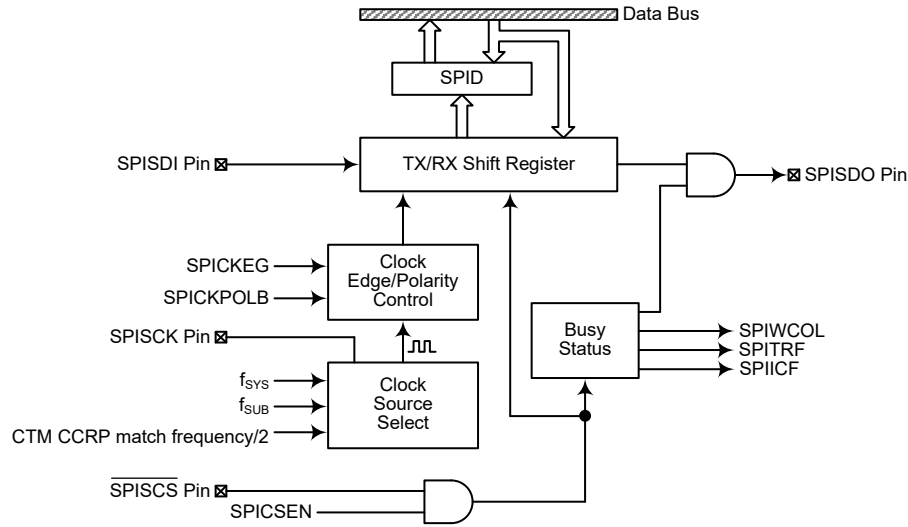 Data Bus
SPID
SPISDI Pin
TX/RX Shift Register
SPISDO Pin
SPICKEG
SPICKPOLB
Clock
Edge/Polarity
Control
SPISCK Pin
Busy
Status
SPIWCOL
SPITRF
SPIICF
fSYS
fSUB
CTM CCRP match frequency/2
Clock
Source
Select
SPISCS Pin
SPICSEN